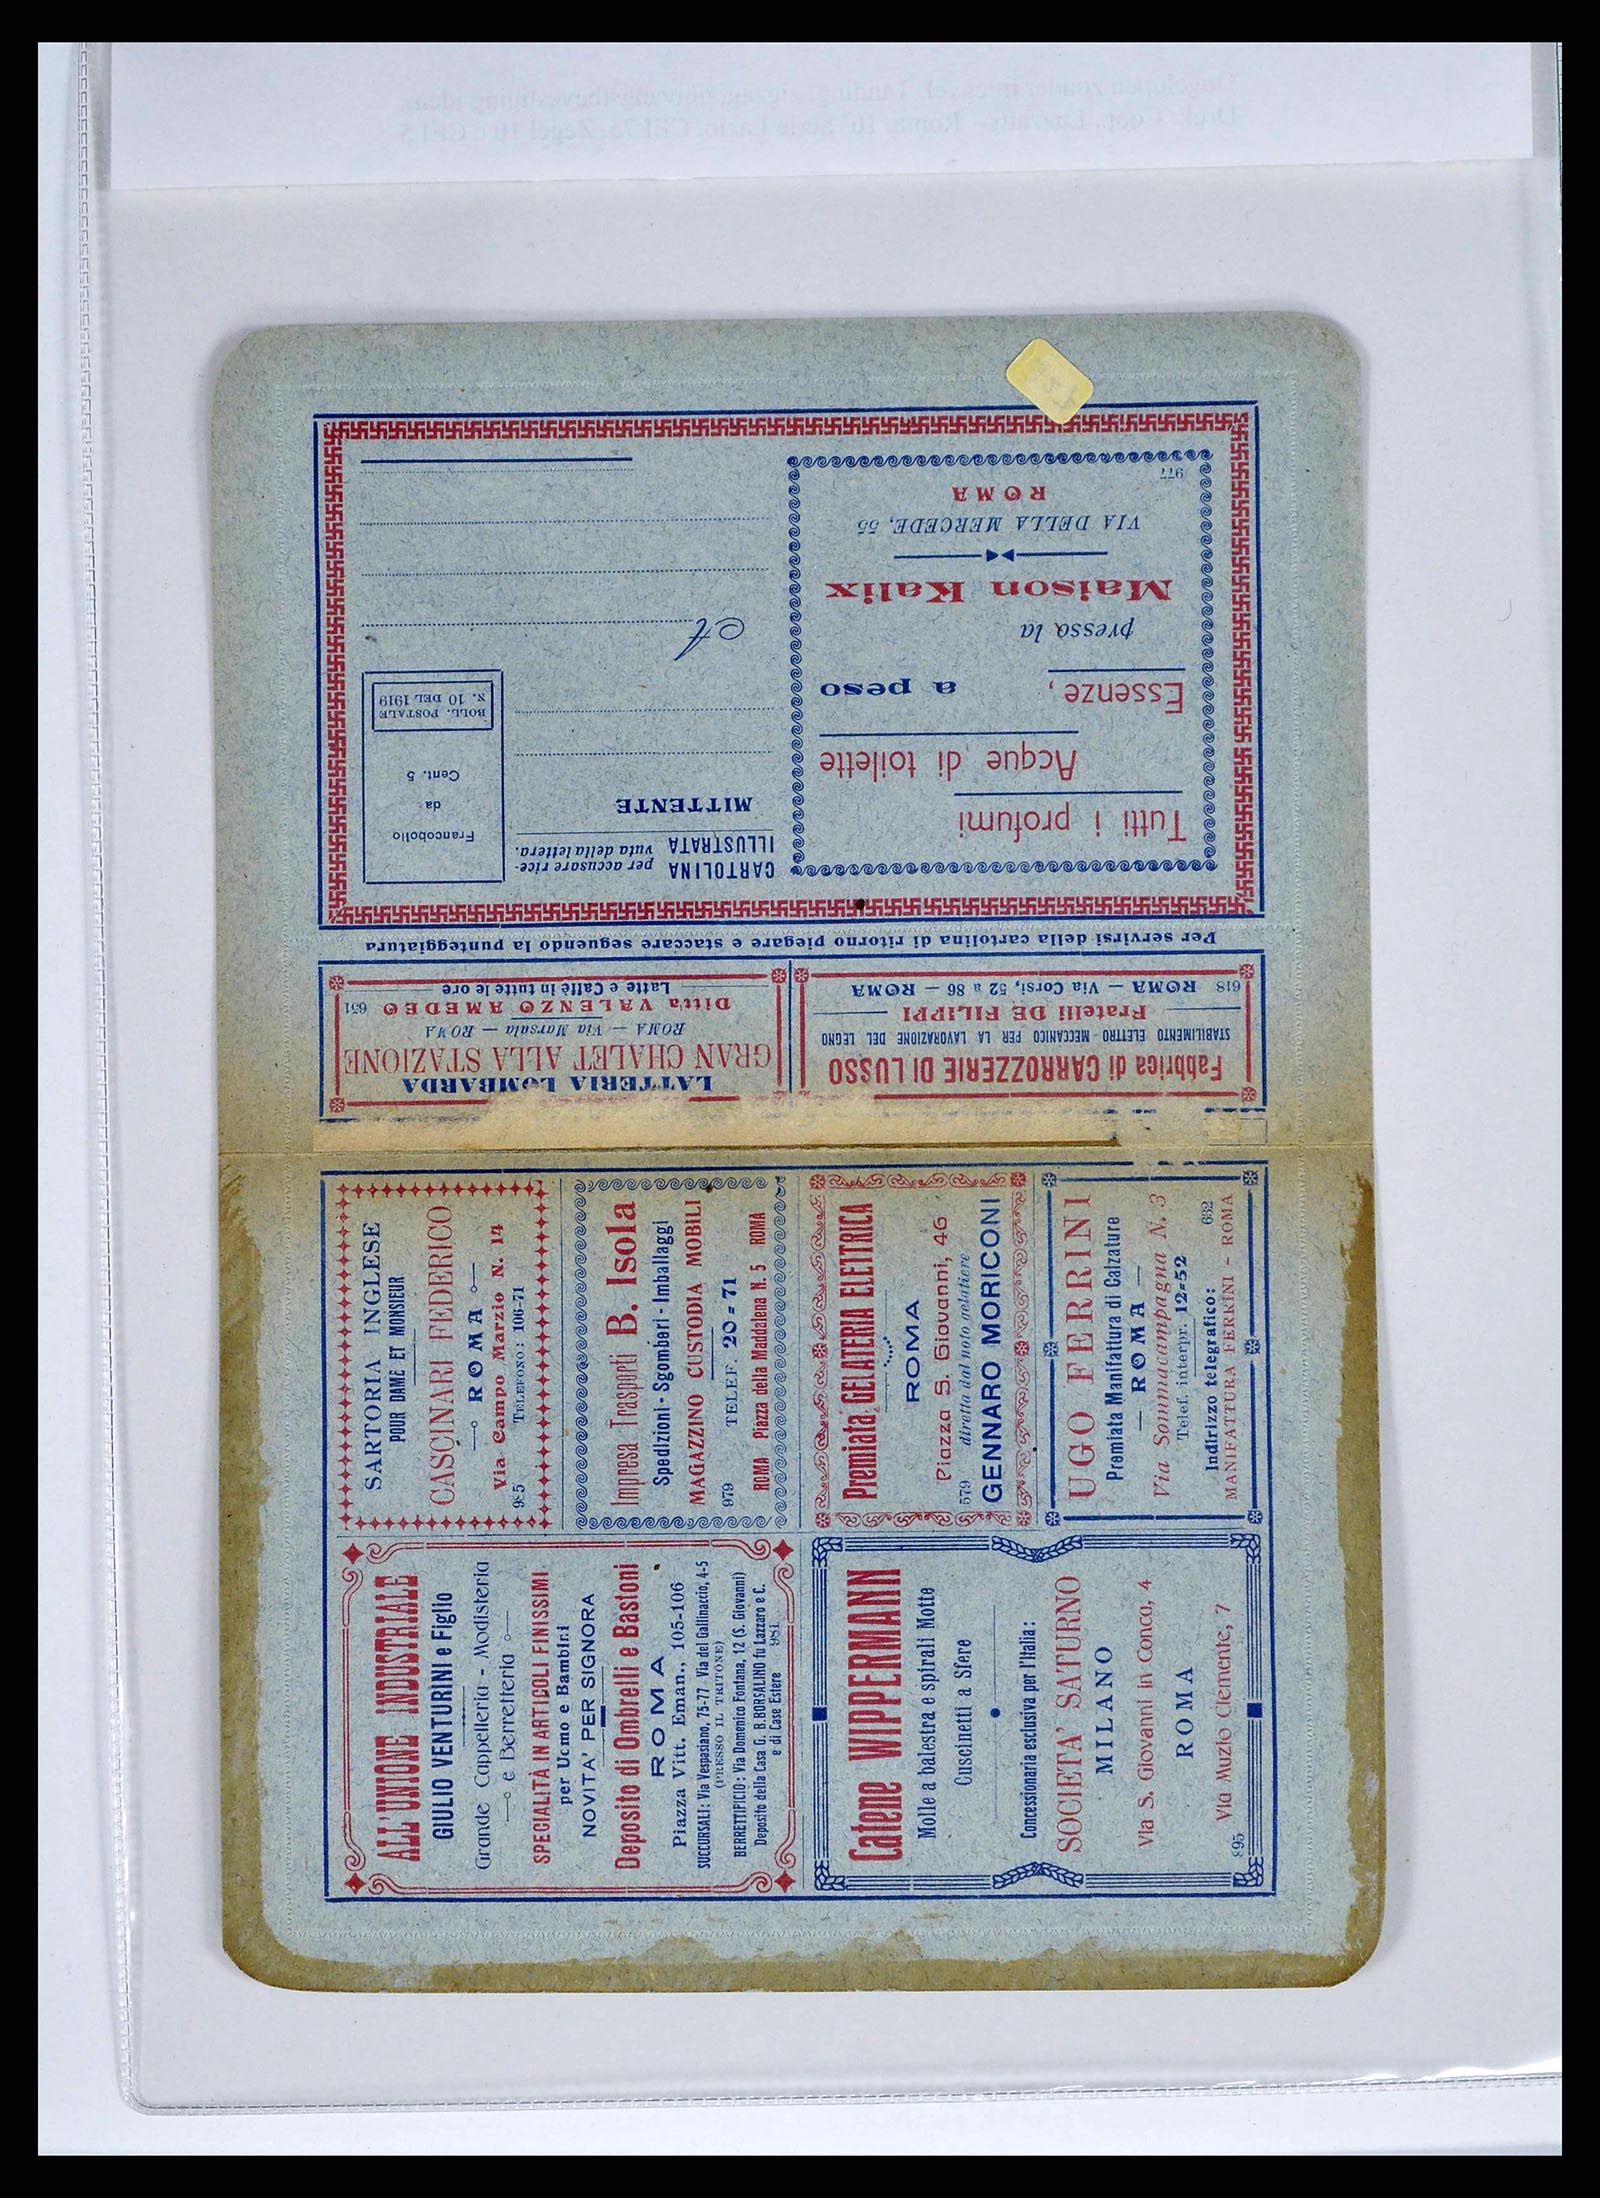 Tutti i profumi
Acque di toilette
Essenze, a peso
presso la
Maison Kalix
VIA DELLA MERCEDE, 55
ROMA
977
CARTOLINA ILLUSTRATA
per accusare rice-
vuta della lettera.
MITTENTE
Francobollo
da
Cent. 5
BOLL. POSTALE
N. 10 DEL 1919
A
Per servirsi della cartolina di ritorno piegare e staccare seguendo la punteggiatura
Fabbrica di CARROZZERIE DI LUSSO
STABILIMENTO ELETTRO-MECCANICO PER LA LAVORAZIONE DEL LEGNO
Fratelli DE FILIPPI
618 ROMA — Via Corsi, 52 a 86 — ROMA
LATTERIA LOMBARDA
GRAN CHALET ALLA STAZIONE
ROMA — Via Marsala — ROMA
Ditta VALENZO AMEDEO 651
Latte e Caffè in tutte le ore
ALL'UNIONE INDUSTRIALE
GIULIO VENTURINI e Figlio
Grande Cappelleria - Modisteria
e Berretteria
SPECIALITÀ IN ARTICOLI FINISSIMI
per Uomo e Bambini
NOVITA' PER SIGNORA
Deposito di Ombrelli e Bastoni
ROMA
Piazza Vitt. Eman., 105-106
SUCCURSALI: Via Vespasiano, 75-77 Via del Gallinaccio, 4-5
(PRESSO IL TRITONE)
BERRETTIFICIO: Via Domenico Fontana, 12 (S. Giovanni)
Deposito della Casa G. B. BORSALINO fu Lazzaro e C.
e di Case Estere 981
SARTORIA INGLESE
POUR DAME ET MONSIEUR
CASCINARI FEDERICO
ROMA
Via Campo Marzio N. 14
985 TELEFONO: 106-71
Impresa Trasporti B. Isola
Spedizioni - Sgomberi - Imballaggi
MAGAZZINO CUSTODIA MOBILI
979 TELEF. 20=71
ROMA Piazza della Maddalena N. 5 ROMA
Catene WIPPERMANN
Molle a balestra e spirali Motte
Cuscinetti a Sfere
Concessionaria esclusiva per l'Italia:
SOCIETA' SATURNO
MILANO
Via S. Giovanni in Conca, 4
ROMA
Via Muzio Clemente, 7
895
Premiata GELATERIA ELETTRICA
ROMA
Piazza S. Giovanni, 46
579 diretta dal noto gelatiere
GENNARO MORICONI
UGO FERRINI
Premiata Manifattura di Calzature
— ROMA —
Via Sommacampagna N. 3
Telef. interpr. 12=52
Indirizzo telegrafico: 632
MANIFATTURA FERRINI - ROMA